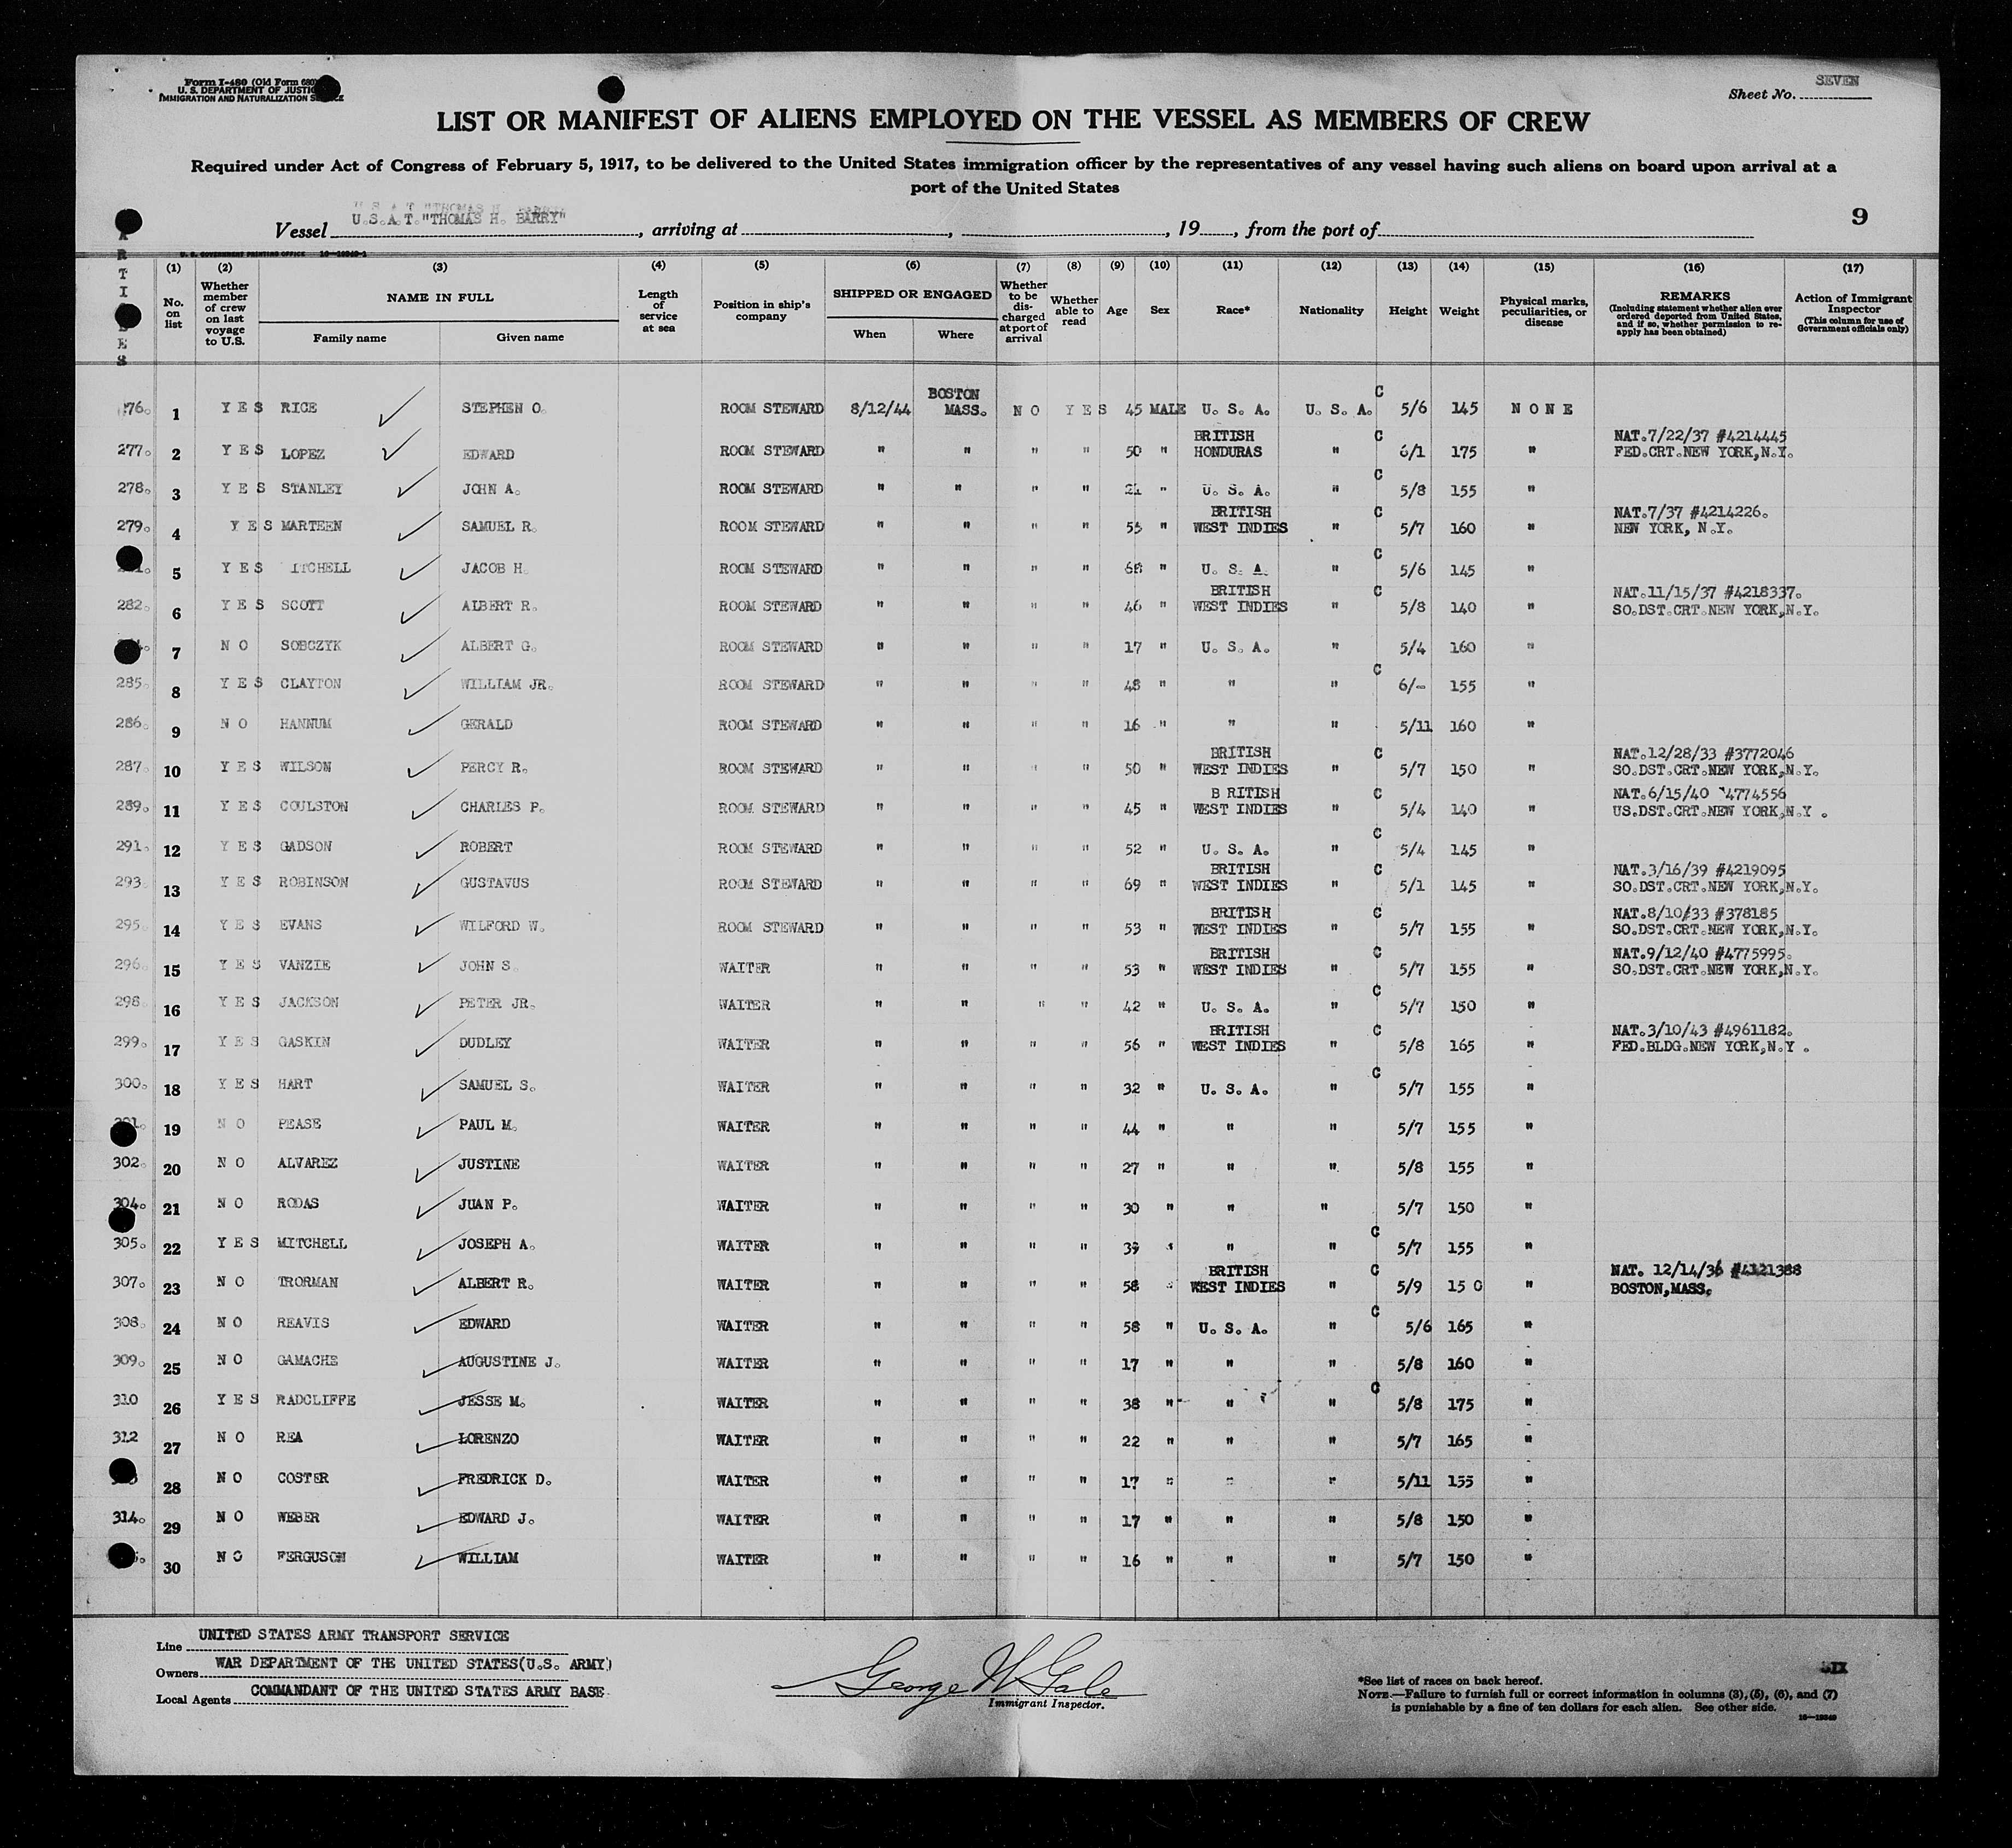 Form I-480 (Old Form 680)
U. S. DEPARTMENT OF JUSTICE
IMMIGRATION AND NATURALIZATION SERVICE
SEVEN
Sheet No.
LIST OR MANIFEST OF ALIENS EMPLOYED ON THE VESSEL AS MEMBERS OF CREW
Required under Act of Congress of February 5, 1917, to be delivered to the United States immigration officer by the representatives of any vessel having such aliens on board upon arrival at a
port of the United States
Vessel U.S.A.T. "THOMAS H. BARRY", arriving at , , 19 , from the port of
9
U. S. GOVERNMENT PRINTING OFFICE 16-19349-1
(1) (2) (3) (4) (5) (6) (7) (8) (9) (10) (11) (12) (13) (14) (15) (16) (17)
No. on list
Whether member of crew on last voyage to U.S.
NAME IN FULL
Family name
Given name
Length of service at sea
Position in ship's company
SHIPPED OR ENGAGED
When
Where
Whether to be discharged at port of arrival
Whether able to read
Age
Sex
Race*
Nationality
Height
Weight
Physical marks, peculiarities, or disease
REMARKS
(Including statement whether alien ever ordered deported from United States, and if so, whether permission to reapply has been obtained)
Action of Immigrant Inspector
(This column for use of Government officials only)
1 YES RICE STEPHEN O. ROOM STEWARD 8/12/44 BOSTON MASS. NO YES 45 MALE U. S. A. U. S. A. C 5/6 145 NONE
277. 2 YES LOPEZ EDWARD ROOM STEWARD " " " " 50 " BRITISH HONDURAS " C 6/1 175 " NAT.7/22/37 #4214445 FED.CRT.NEW YORK,N.Y.
278. 3 YES STANLEY JOHN A. ROOM STEWARD " " " " 21 " U. S. A. " C 5/8 155 "
279. 4 YES MARTEEN SAMUEL R. ROOM STEWARD " " " " 55 " BRITISH WEST INDIES " C 5/7 160 " NAT.7/37 #4214226. NEW YORK, N.Y.
5 YES ITCHELL JACOB H. ROOM STEWARD " " " " " U. S. A. " C 5/6 145 "
282. 6 YES SCOTT ALBERT R. ROOM STEWARD " " " " 46 " BRITISH WEST INDIES " C 5/8 140 " NAT.11/15/37 #4218337. SO.DST.CRT.NEW YORK,N.Y.
7 NO SOBCZYK ALBERT G. ROOM STEWARD " " " " 17 " U. S. A. " 5/4 160 "
285. 8 YES CLAYTON WILLIAM JR. ROOM STEWARD " " " " 48 " " " C 6/- 155 "
286. 9 NO HANNUM GERALD ROOM STEWARD " " " " 16 " " " 5/11 160 "
287. 10 YES WILSON PERCY R. ROOM STEWARD " " " " 50 " BRITISH WEST INDIES " C 5/7 150 " NAT.12/28/33 #3772046 SO.DST.CRT.NEW YORK,N.Y.
289. 11 YES COULSTON CHARLES P. ROOM STEWARD " " " " 45 " B RITISH WEST INDIES " C 5/4 140 " NAT.6/15/40 4774556 US.DST.CRT.NEW YORK,N.Y .
291. 12 YES GADSON ROBERT ROOM STEWARD " " " " 52 " U. S. A. " C 5/4 145 "
293. 13 YES ROBINSON GUSTAVUS ROOM STEWARD " " " " 69 " BRITISH WEST INDIES " C 5/1 145 " NAT.3/16/39 #4219095 SO.DST.CRT.NEW YORK,N.Y.
295. 14 YES EVANS WILFORD W. ROOM STEWARD " " " " 53 " BRITISH WEST INDIES " C 5/7 155 " NAT.8/10/33 #378185 SO.DST.CRT.NEW YORK,N.Y.
296. 15 YES VANZIE JOHN S. WAITER " " " " 53 " BRITISH WEST INDIES " C 5/7 155 " NAT.9/12/40 #4775995. SO.DST.CRT.NEW YORK,N.Y.
298. 16 YES JACKSON PETER JR. WAITER " " " " 42 " U. S. A. " C 5/7 150 "
299. 17 YES GASKIN DUDLEY WAITER " " " " 56 " BRITISH WEST INDIES " C 5/8 165 " NAT.3/10/43 #4961182. FED.BLDG.NEW YORK,N.Y .
300. 18 YES HART SAMUEL S. WAITER " " " " 32 " U. S. A. " C 5/7 155 "
19 NO PEASE PAUL M. WAITER " " " " 44 " " " 5/7 155 "
302. 20 NO ALVAREZ JUSTINE WAITER " " " " 27 " " " 5/8 155 "
304. 21 NO RODAS JUAN P. WAITER " " " " 30 " " " 5/7 150 "
305. 22 YES MITCHELL JOSEPH A. WAITER " " " " 39 " " " C 5/7 155 "
307. 23 NO TRORMAN ALBERT R. WAITER " " " " 58 " BRITISH WEST INDIES " C 5/9 15 0 " NAT. 12/14/36 #4121388 BOSTON,MASS.
308. 24 NO REAVIS EDWARD WAITER " " " " 58 " U. S. A. " C 5/6 165 "
309. 25 NO GAMACHE AUGUSTINE J. WAITER " " " " 17 " " " 5/8 160 "
310 26 YES RADCLIFFE JESSE M. WAITER " " " " 38 " " " C 5/8 175 "
312 27 NO REA LORENZO WAITER " " " " 22 " " " 5/7 165 "
28 NO COSTER FREDRICK D. WAITER " " " " 17 " " " 5/11 155 "
314. 29 NO WEBER EDWARD J. WAITER " " " " 17 " " " 5/8 150 "
30 NO FERGUSON WILLIAM WAITER " " " " 16 " " " 5/7 150 "
Line UNITED STATES ARMY TRANSPORT SERVICE
Owners WAR DEPARTMENT OF THE UNITED STATES(U.S. ARMY)
Local Agents COMMANDANT OF THE UNITED STATES ARMY BASE
George W Gale
Immigrant Inspector.
*See list of races on back hereof.
NOTE.—Failure to furnish full or correct information in columns (3), (5), (6), and (7)
is punishable by a fine of ten dollars for each alien. See other side.
16-19349